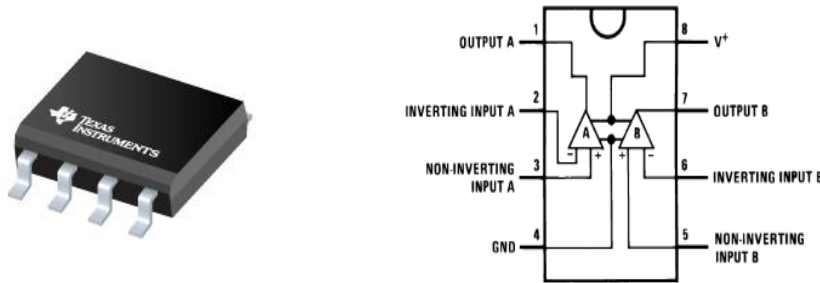 TEXAS
INSTRUMENTS
1
OUTPUT A
2
INVERTING INPUT A
3
NON-INVERTING
INPUT A
4
GND
A
B
-
+
+
-
8
V+
7
OUTPUT B
6
INVERTING INPUT B
5
NON-INVERTING
INPUT B